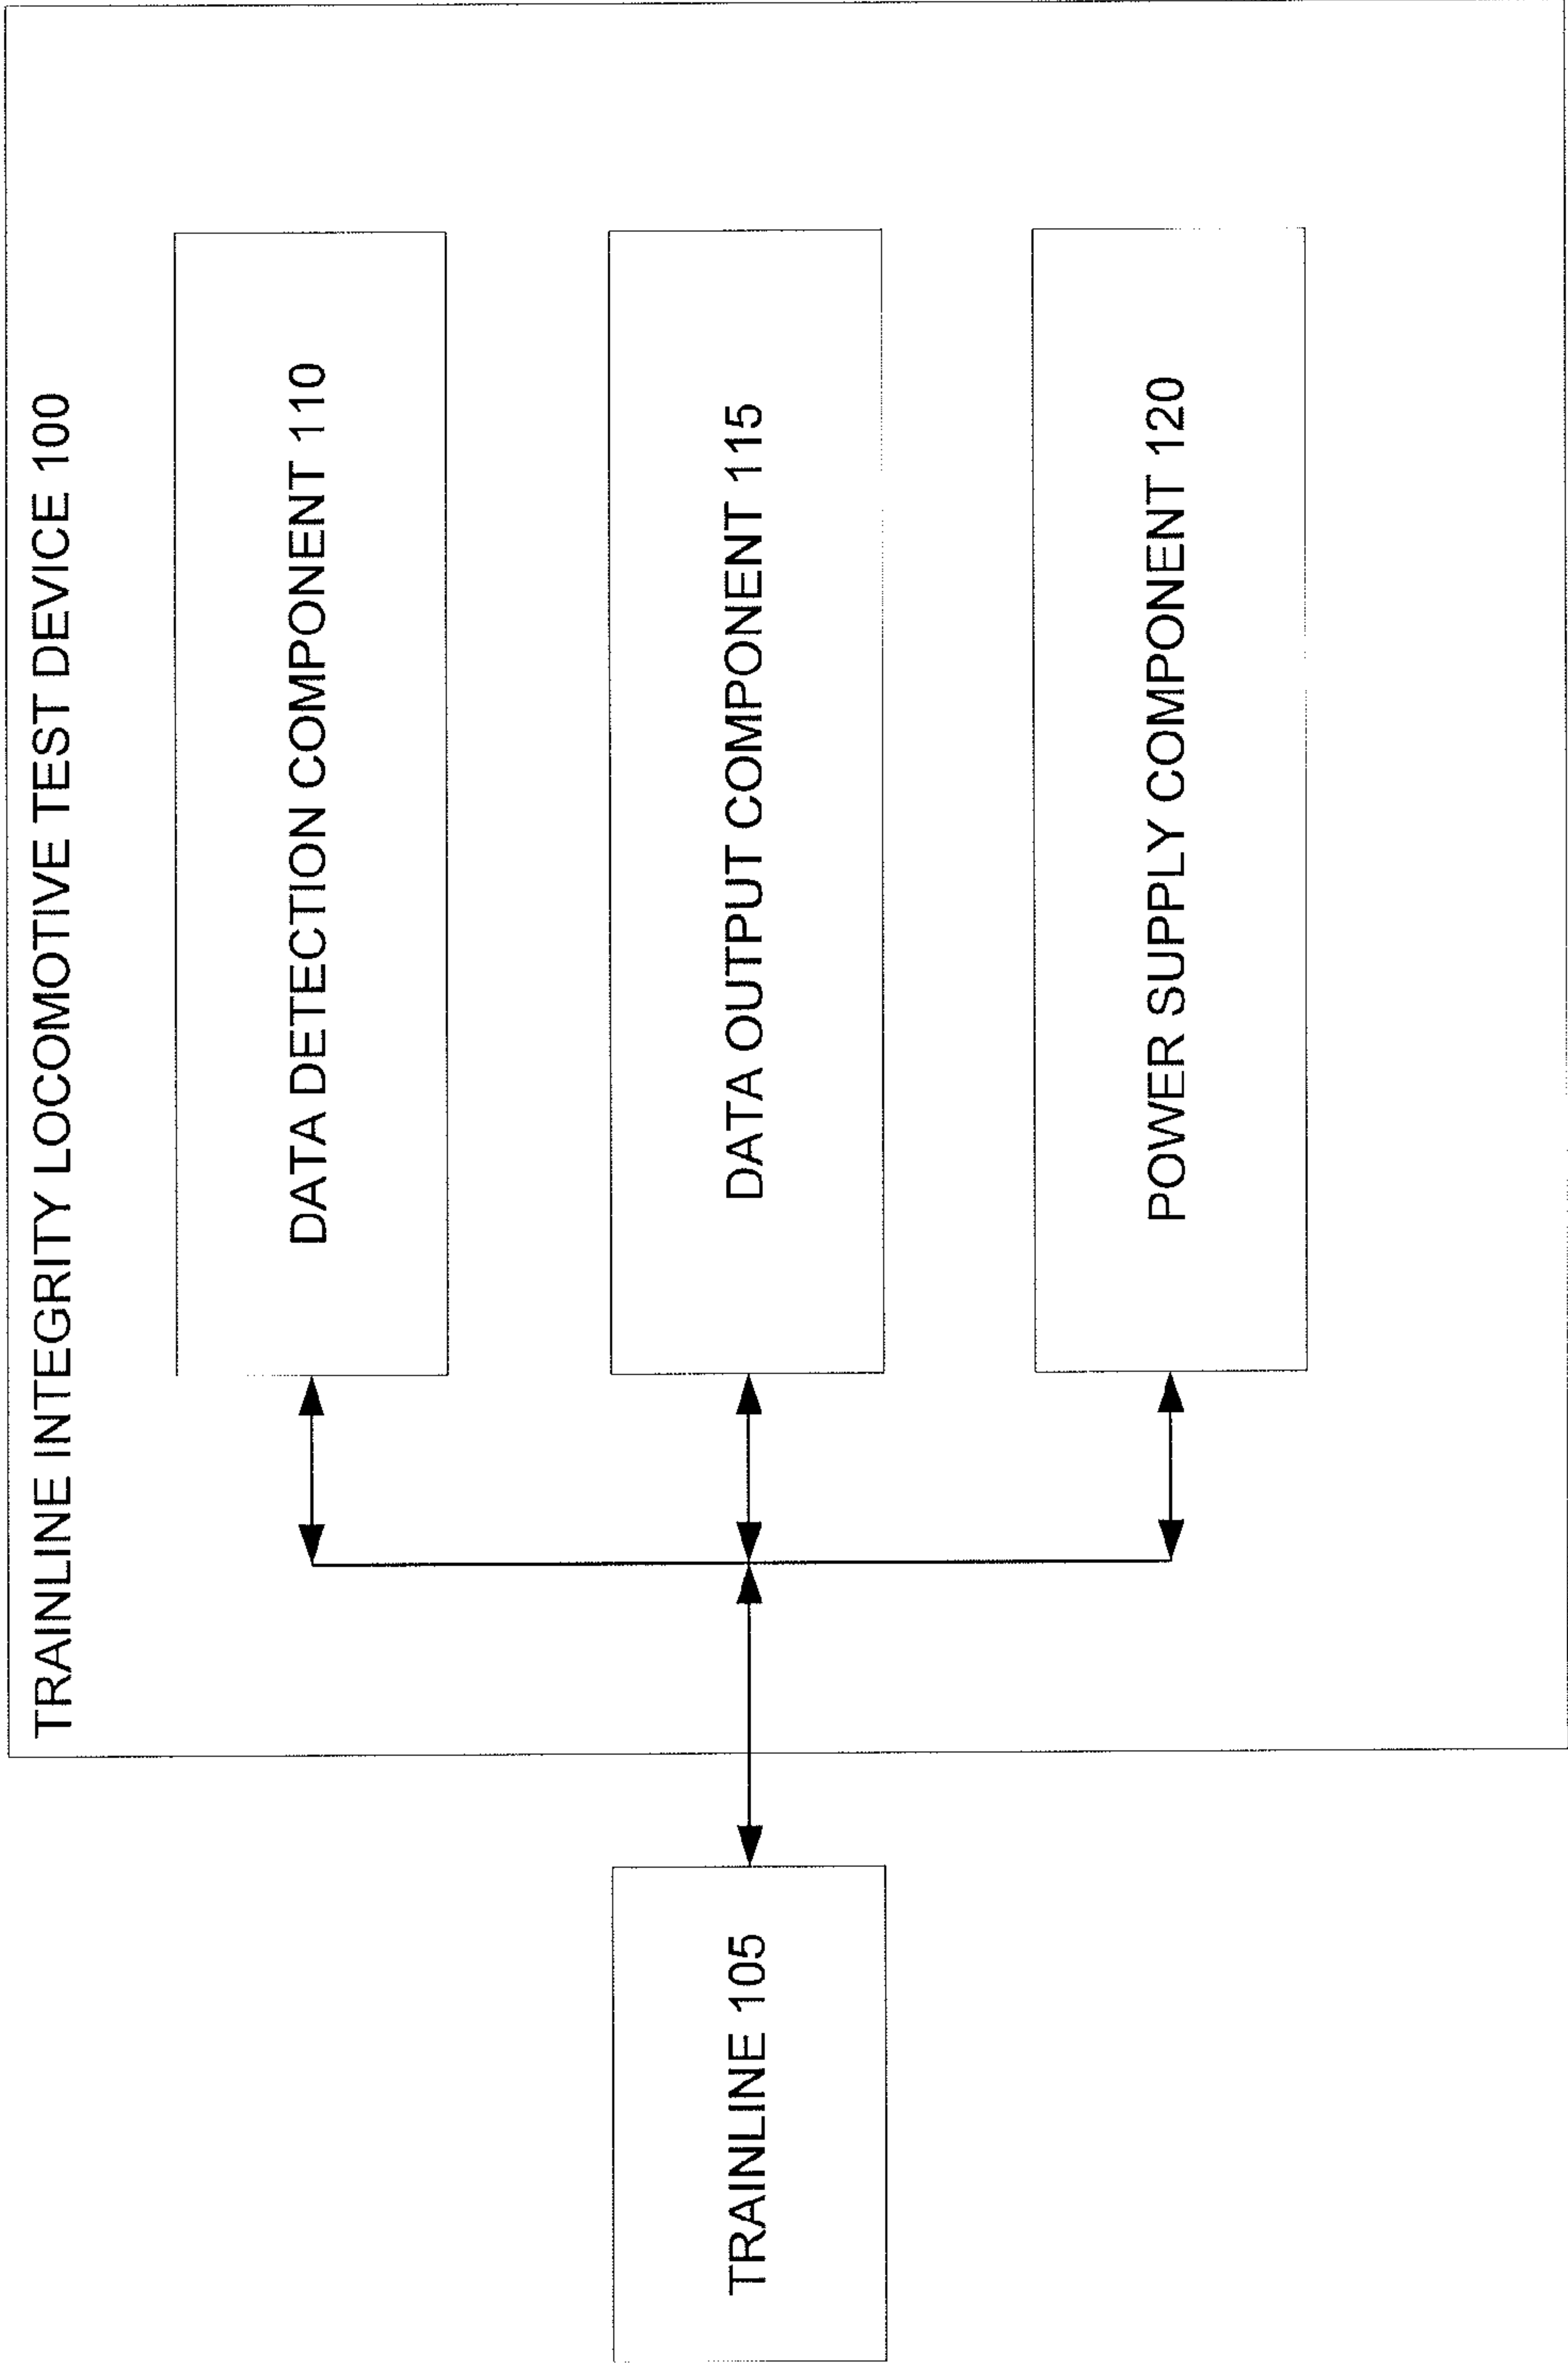 TRAINLINE INTEGRITY LOCOMOTIVE TEST DEVICE 100
DATA DETECTION COMPONENT 110
TRAINLINE 105
DATA OUTPUT COMPONENT 115
POWER SUPPLY COMPONENT 120